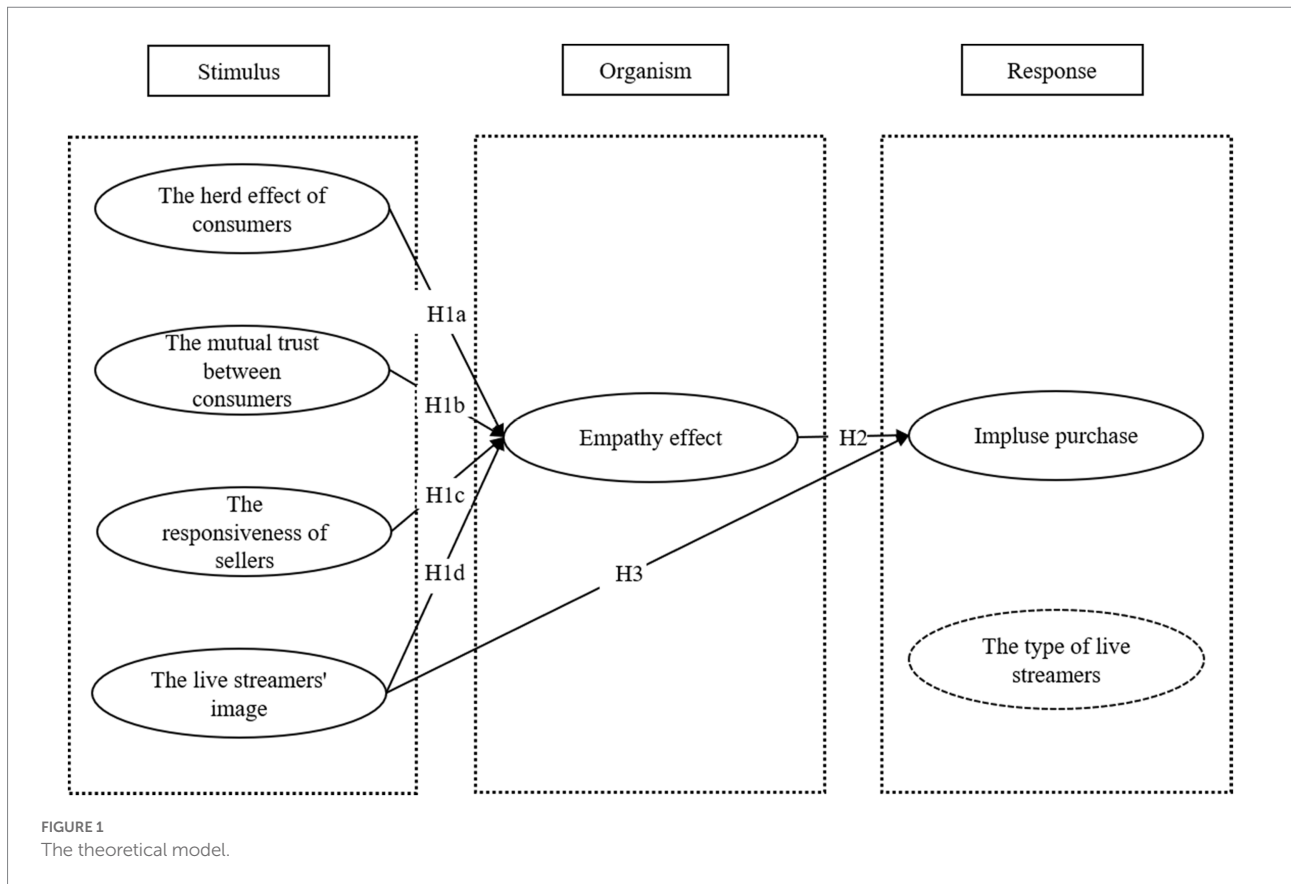 Stimulus
Organism
Response
The herd effect of
consumers
H1a
The mutual trust
between
consumers
H1b
Empathy effect
H2
Impluse purchase
The
responsiveness of
sellers
H1c
H1d
H3
The live streamers'
image
The type of live
streamers
FIGURE 1
The theoretical model.